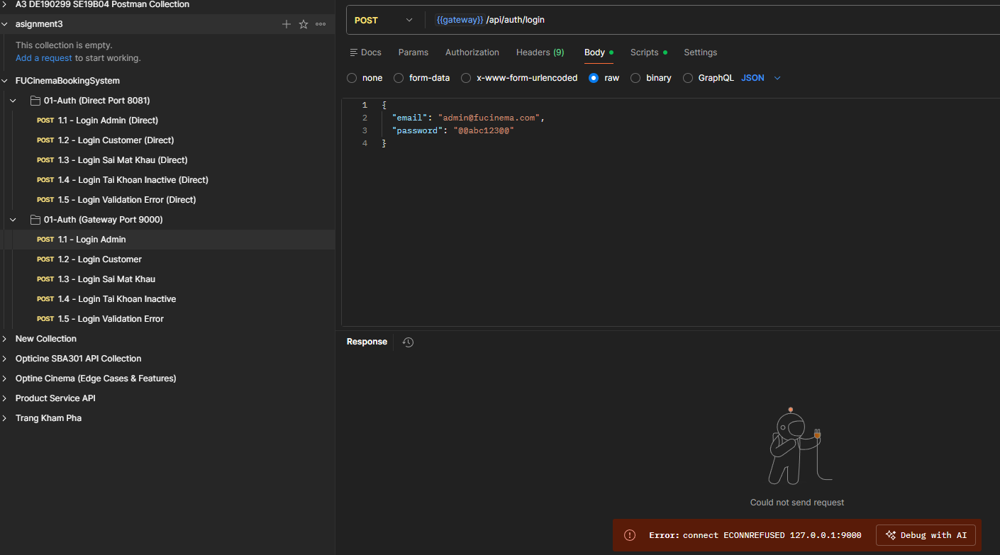 A3 DE190299 SE19B04 Postman Collection
asignment3
This collection is empty.
Add a request to start working.
FUCinemaBookingSystem
01-Auth (Direct Port 8081)
POST 1.1 - Login Admin (Direct)
POST 1.2 - Login Customer (Direct)
POST 1.3 - Login Sai Mat Khau (Direct)
POST 1.4 - Login Tai Khoan Inactive (Direct)
POST 1.5 - Login Validation Error (Direct)
01-Auth (Gateway Port 9000)
POST 1.1 - Login Admin
POST 1.2 - Login Customer
POST 1.3 - Login Sai Mat Khau
POST 1.4 - Login Tai Khoan Inactive
POST 1.5 - Login Validation Error
New Collection
Opticine SBA301 API Collection
Optine Cinema (Edge Cases & Features)
Product Service API
Trang Kham Pha
POST {{gateway}} /api/auth/login
Docs Params Authorization Headers (9) Body Scripts Settings
none form-data x-www-form-urlencoded raw binary GraphQL JSON
1 {
2 "email": "admin@fucinema.com",
3 "password": "@@abc123@@"
4 }
Response
Could not send request
Error: connect ECONNREFUSED 127.0.0.1:9000 Debug with AI